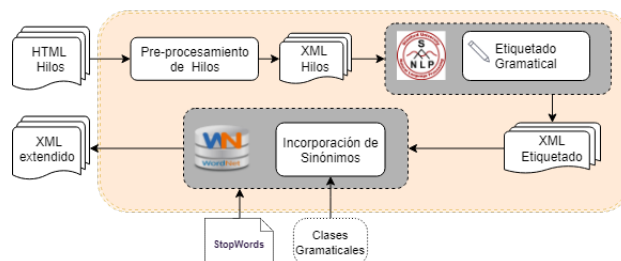 HTML
Hilos
Pre-procesamiento
de Hilos
XML
Hilos
S
NLP
Etiquetado
Gramatical
XML
extendido
WN
WordNet
Incorporación de
Sinónimos
XML
Etiquetado
StopWords
Clases
Gramaticales